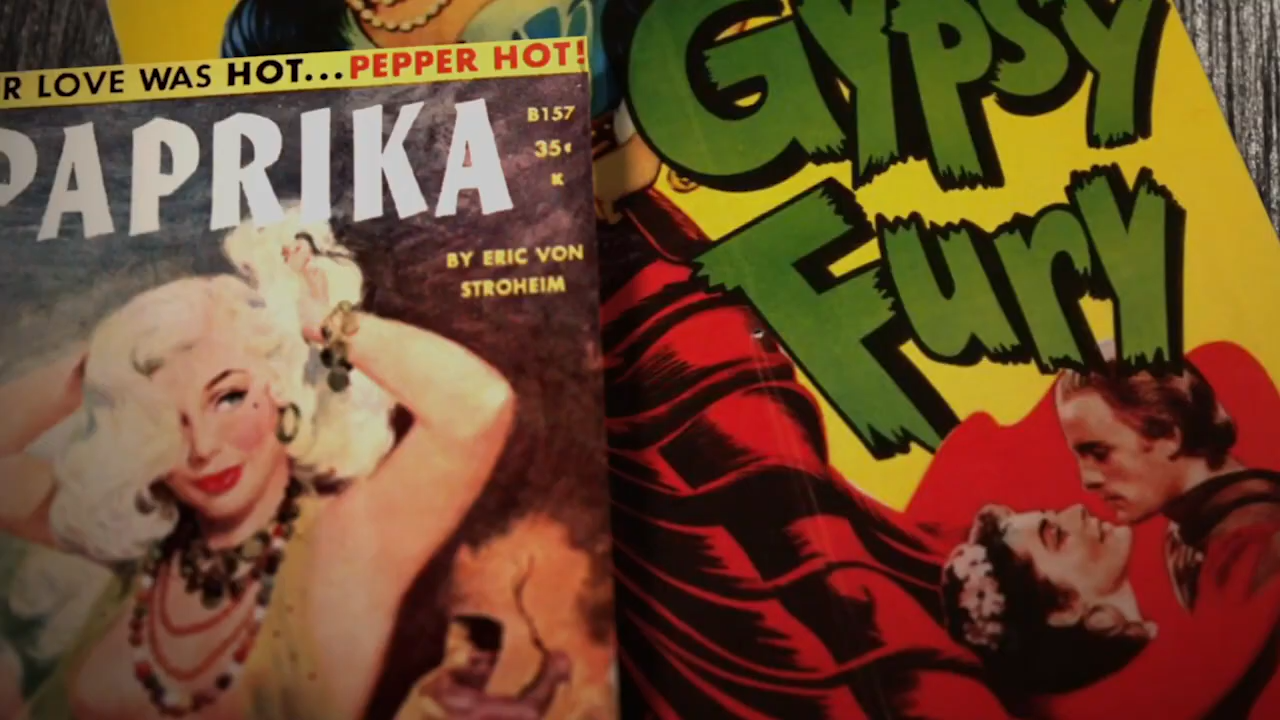 R LOVE WAS HOT...PEPPER HOT!
PAPRIKA
B157
35¢
K
BY ERIC VON
STROHEIM
GYPSY
FURY